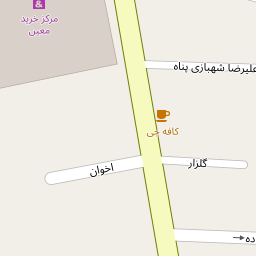 مرکز خرید
معین
علیرضا شهبازی پناه
کافه جی
گلزار
اخوان